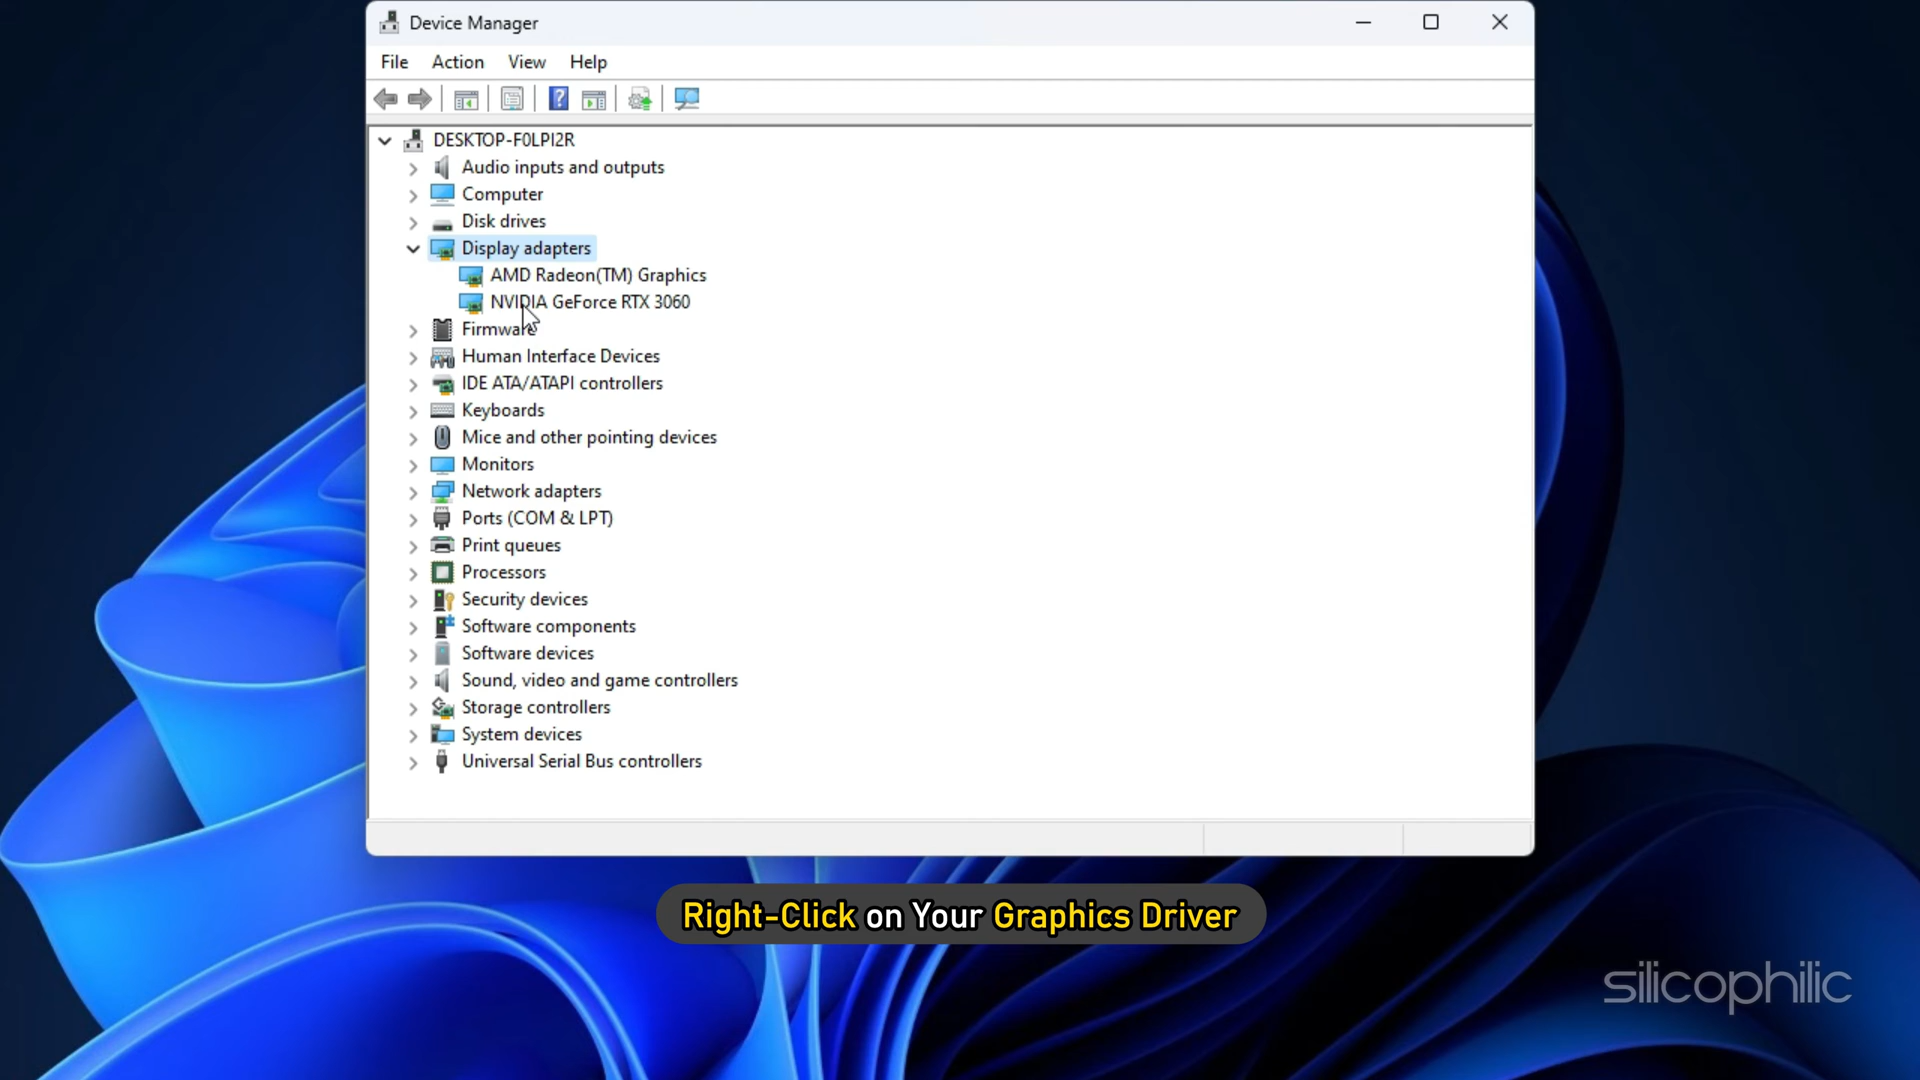 Device Manager
File Action View Help
DESKTOP-F0LPI2R
Audio inputs and outputs
Computer
Disk drives
Display adapters
AMD Radeon(TM) Graphics
NVIDIA GeForce RTX 3060
Firmware
Human Interface Devices
IDE ATA/ATAPI controllers
Keyboards
Mice and other pointing devices
Monitors
Network adapters
Ports (COM & LPT)
Print queues
Processors
Security devices
Software components
Software devices
Sound, video and game controllers
Storage controllers
System devices
Universal Serial Bus controllers
Right-Click on Your Graphics Driver
silicophilic